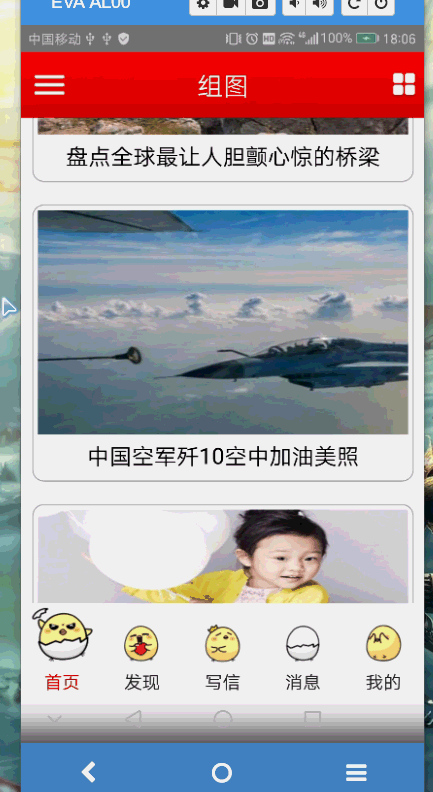 EVA AL00
中国移动 HD 4G 100% 18:06
组图
盘点全球最让人胆颤心惊的桥梁
中国空军歼10空中加油美照
首页 发现 写信 消息 我的